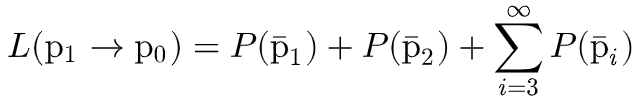 L(p₁ → p₀) = P(p̄₁) + P(p̄₂) + ∑_{i=3}^{∞} P(p̄ᵢ)